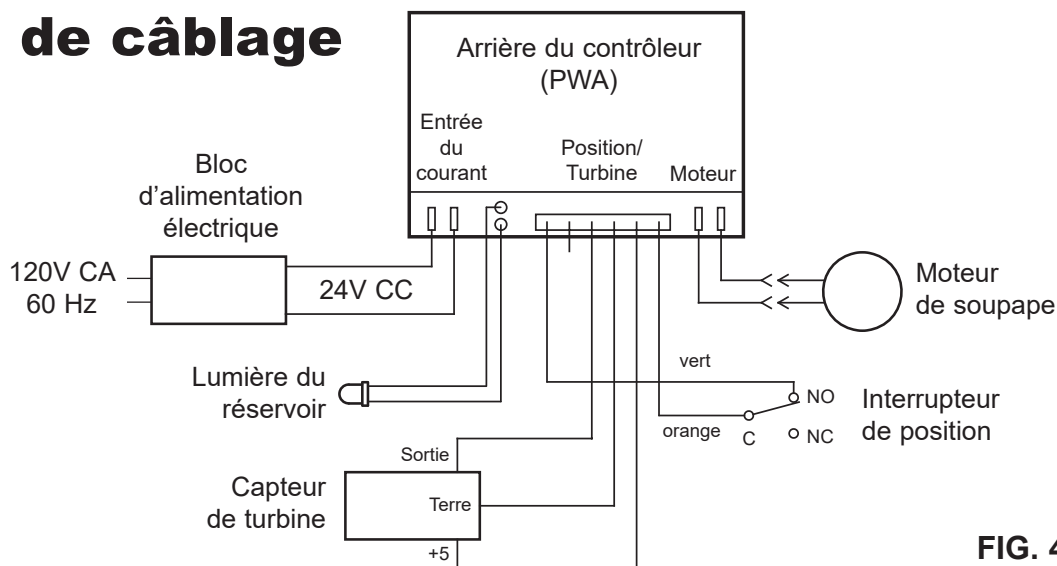 de câblage
Arrière du contrôleur
(PWA)
Entrée
du
courant
Position/
Turbine
Moteur
Bloc
d’alimentation
électrique
120V CA
60 Hz
24V CC
Moteur
de soupape
Lumière du
réservoir
vert
NO
orange
C
NC
Interrupteur
de position
Sortie
Capteur
de turbine
Terre
+5
FIG. 4